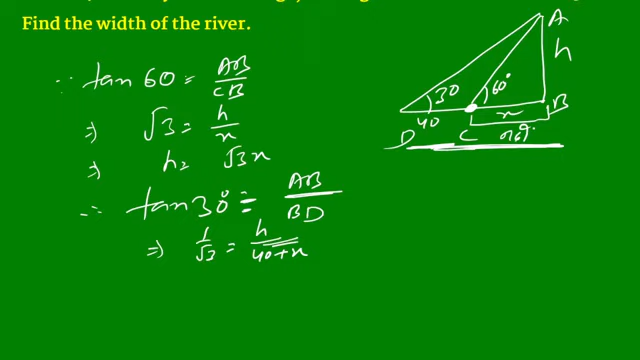 Find the width of the river.
∵ tan 60 = AB/CB
⇒ √3 = h/x
⇒ h = √3x
∴ tan 30° = AB/BD
⇒ 1/√3 = h/40+x
A
h
30
60°
x
B
D
40
C